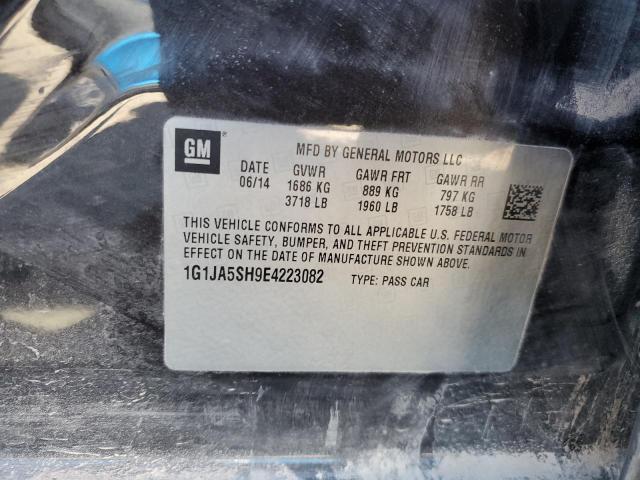 GM ®
MFD BY GENERAL MOTORS LLC
DATE GVWR GAWR FRT GAWR RR
06/14 1686 KG 889 KG 797 KG
3718 LB 1960 LB 1758 LB
THIS VEHICLE CONFORMS TO ALL APPLICABLE U.S. FEDERAL MOTOR
VEHICLE SAFETY, BUMPER, AND THEFT PREVENTION STANDARDS IN
EFFECT ON THE DATE OF MANUFACTURE SHOWN ABOVE.
1G1JA5SH9E4223082 TYPE: PASS CAR